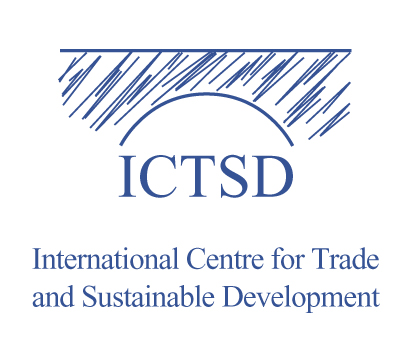 ICTSD
International Centre for Trade
and Sustainable Development